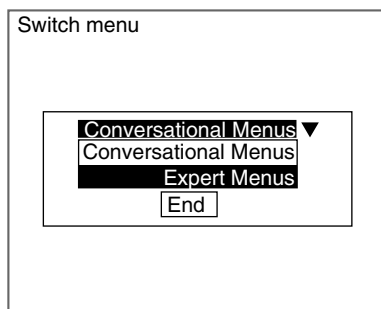 Switch menu
Conversational Menus ▼
Conversational Menus
Expert Menus
End